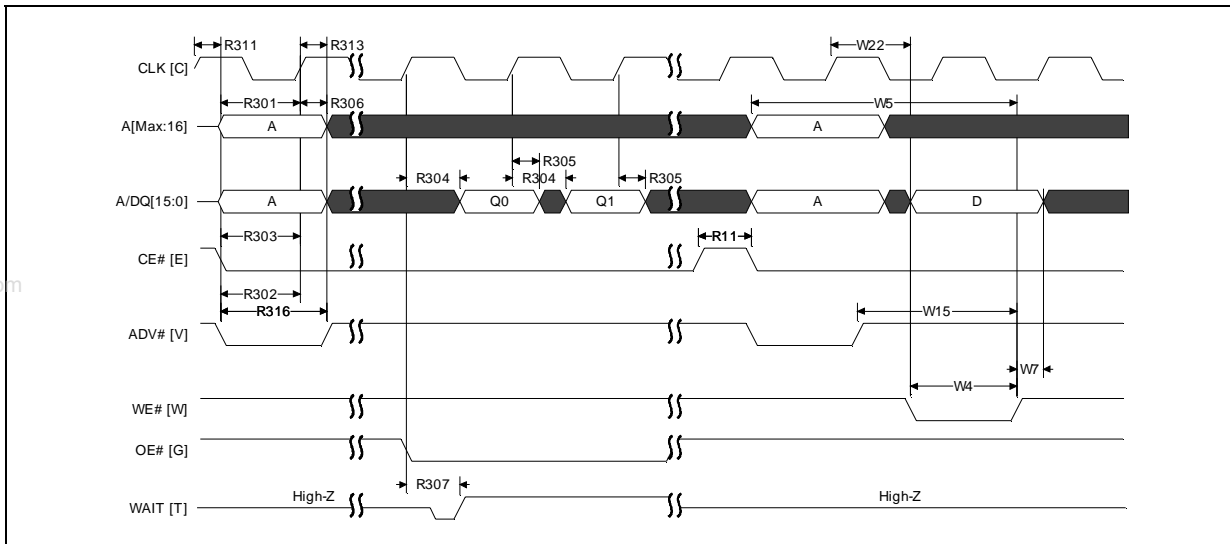 R311 R313 W22
CLK [C]
R301 R306 W5
A[Max:16] A A
R305
R304 R304 R305
A/DQ[15:0] A Q0 Q1 A D
R303 R11
CE# [E]
om
R302
R316 W15
ADV# [V]
W7
W4
WE# [W]
OE# [G]
R307
High-Z High-Z
WAIT [T]